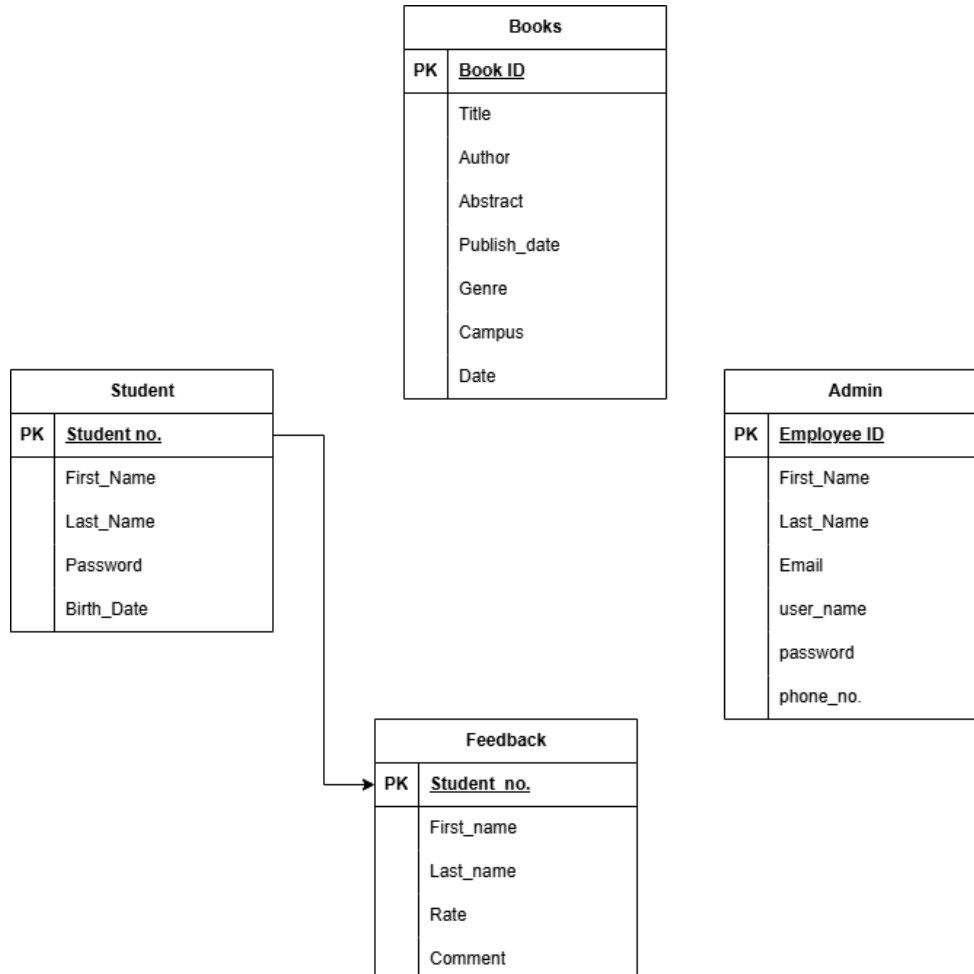 Books
PK Book ID
Title
Author
Abstract
Publish_date
Genre
Campus
Date
Student
PK Student no.
First_Name
Last_Name
Password
Birth_Date
Admin
PK Employee ID
First_Name
Last_Name
Email
user_name
password
phone_no.
Feedback
PK Student_no.
First_name
Last_name
Rate
Comment